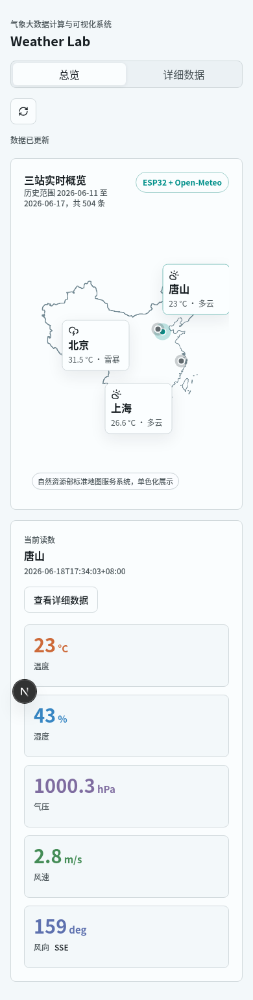 气象大数据计算与可视化系统
Weather Lab
总览
详细数据
数据已更新
三站实时概览
历史范围 2026-06-11 至
2026-06-17，共 504 条
ESP32 + Open-Meteo
唐山
23 °C · 多云
北京
31.5 °C · 雷暴
上海
26.6 °C · 多云
自然资源部标准地图服务系统，单色化展示
当前读数
唐山
2026-06-18T17:34:03+08:00
查看详细数据
23 °C
温度
N
43 %
湿度
1000.3 hPa
气压
2.8 m/s
风速
159 deg
风向 SSE